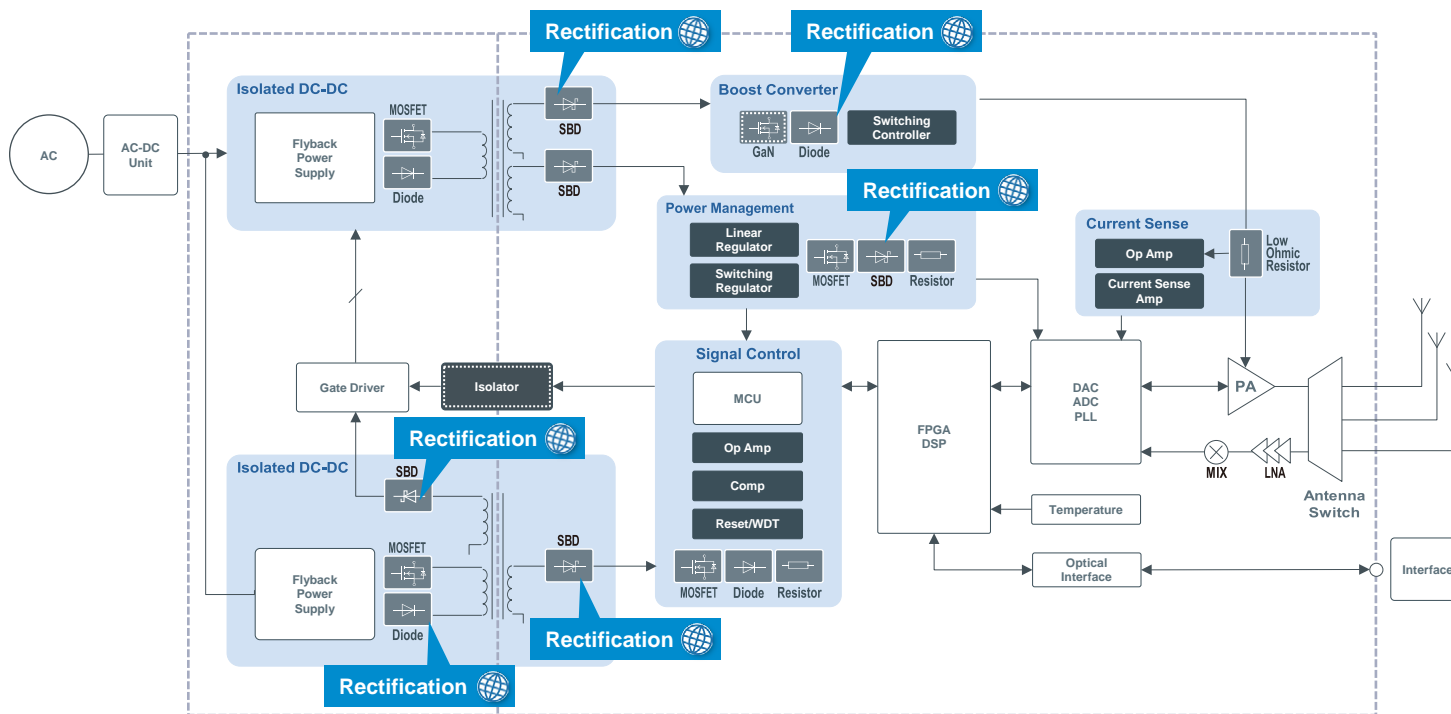 Rectification
Rectification
Isolated DC-DC
MOSFET
Flyback
Power
Supply
Diode
SBD
SBD
Boost Converter
GaN
Diode
Switching
Controller
AC
AC-DC
Unit
Rectification
Power Management
Linear
Regulator
Switching
Regulator
MOSFET
SBD
Resistor
Current Sense
Op Amp
Current Sense
Amp
Low
Ohmic
Resistor
Gate Driver
Isolator
Signal Control
MCU
Op Amp
Comp
Reset/WDT
MOSFET
Diode
Resistor
FPGA
DSP
DAC
ADC
PLL
PA
MIX
LNA
Antenna
Switch
Temperature
Optical
Interface
Interface
Rectification
Isolated DC-DC
SBD
MOSFET
Flyback
Power
Supply
Diode
SBD
Rectification
Rectification